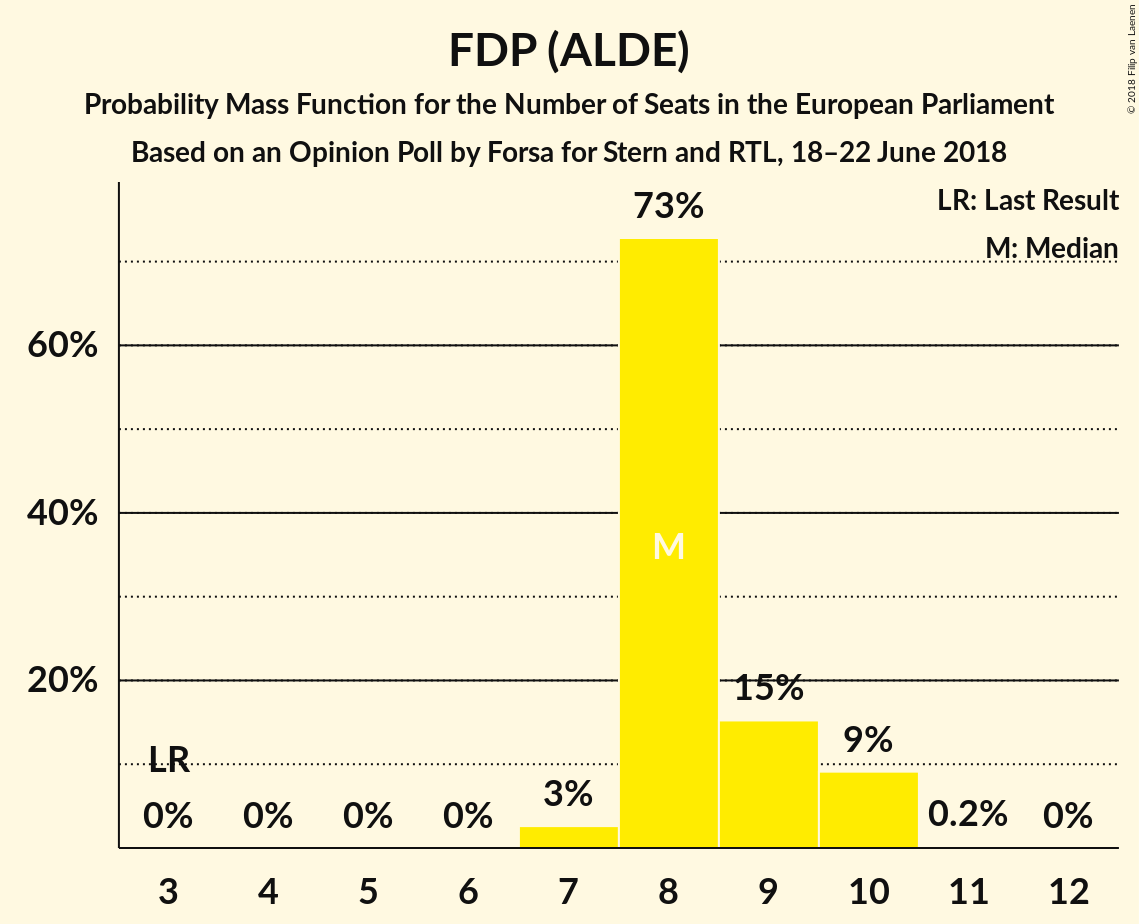 FDP (ALDE)
Probability Mass Function for the Number of Seats in the European Parliament
Based on an Opinion Poll by Forsa for Stern and RTL, 18–22 June 2018
© 2018 Filip van Laenen
LR: Last Result
M: Median
73%
60%
40%
M
20%
15%
LR
9%
3%
0%
0%
0%
0%
0.2%
0%
3
4
5
6
7
8
9
10
11
12